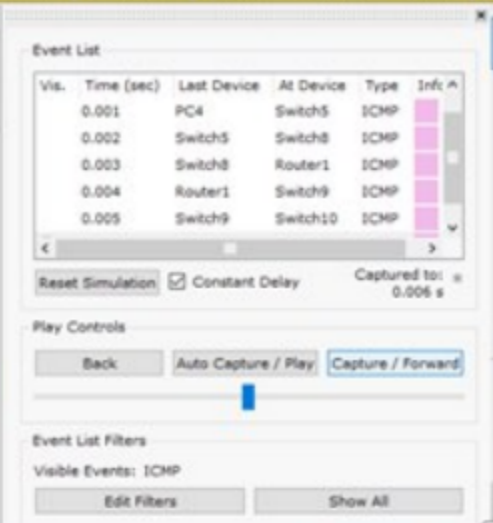 Event List
Vis. Time (sec) Last Device At Device Type Info
0.001 PC4 Switch5 ICMP
0.002 Switch5 Switch8 ICMP
0.003 Switch8 Router1 ICMP
0.004 Router1 Switch9 ICMP
0.005 Switch9 Switch10 ICMP
Reset Simulation Constant Delay Captured to:
0.006 s
Play Controls
Back Auto Capture / Play Capture / Forward
Event List Filters
Visible Events: ICMP
Edit Filters Show All